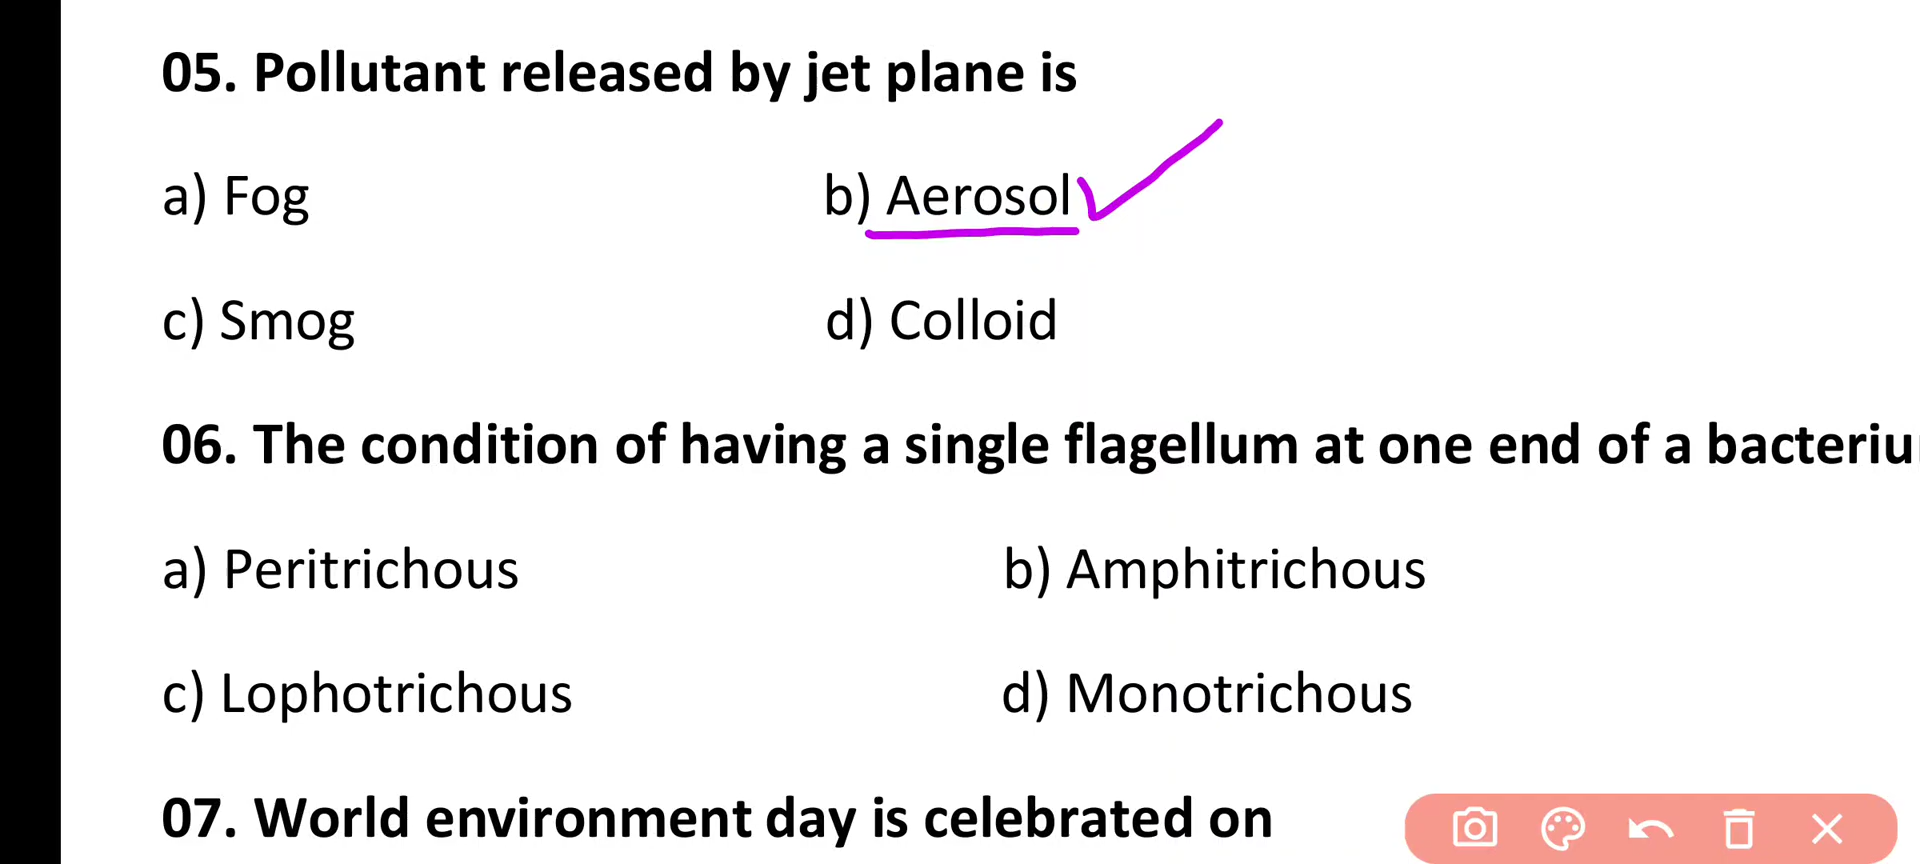 05. Pollutant released by jet plane is
a) Fog b) Aerosol
c) Smog d) Colloid
06. The condition of having a single flagellum at one end of a
a) Peritrichous b) Amphitrichous
c) Lophotrichous d) Monotrichous
07. World environment day is celebrated on